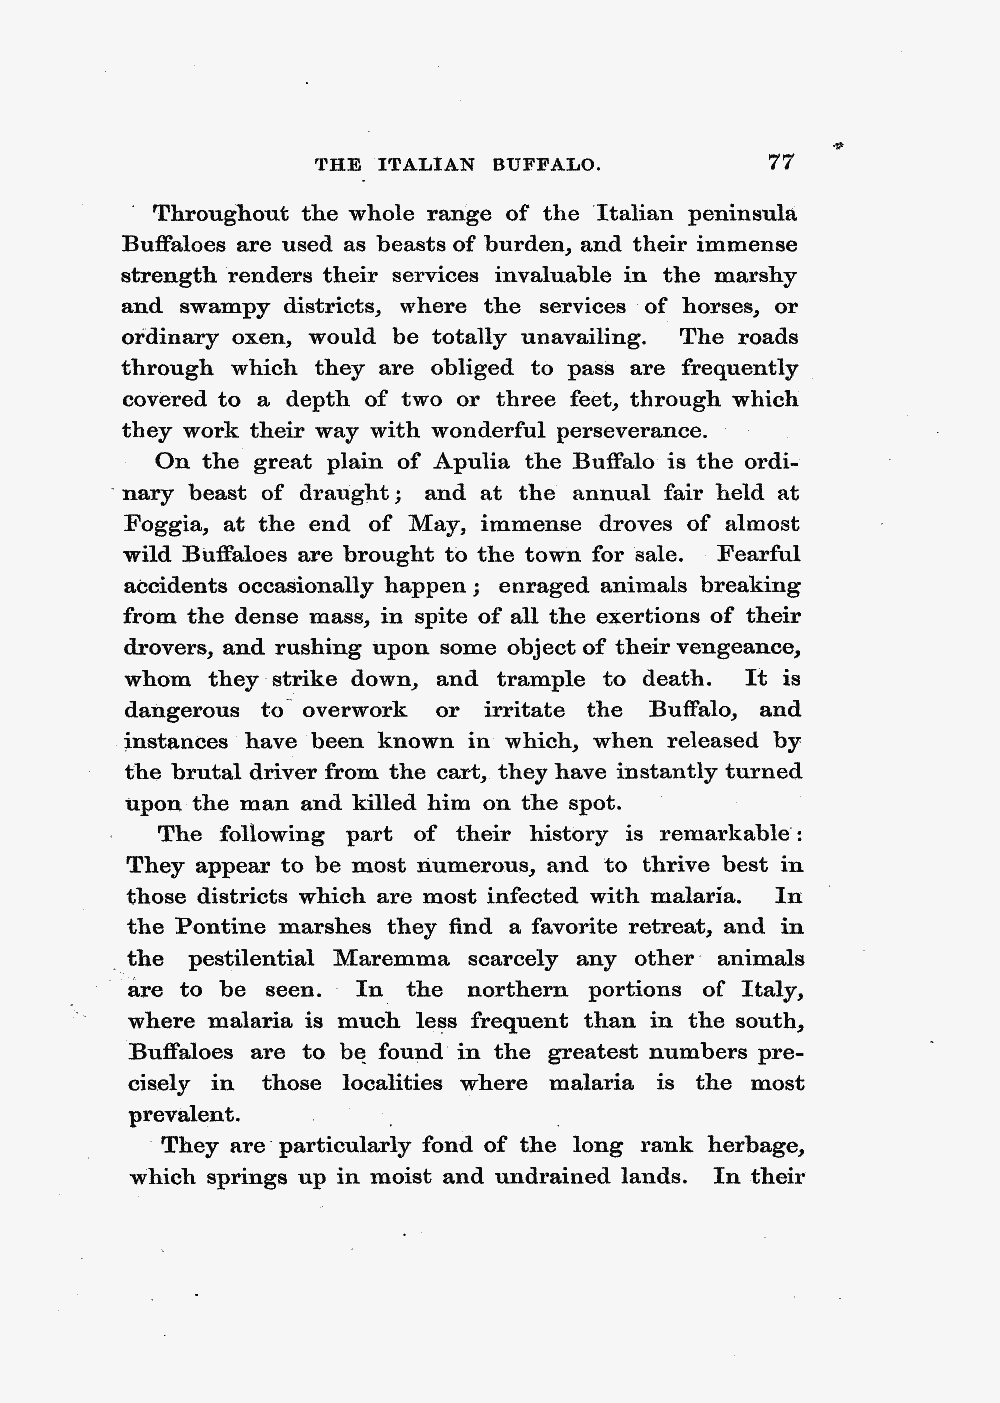 THE ITALIAN BUFFALO. 77
Throughout the whole range of the Italian peninsula
Buffaloes are used as beasts of burden, and their immense
strength renders their services invaluable in the marshy
and swampy districts, where the services of horses, or
ordinary oxen, would be totally unavailing. The roads
through which they are obliged to pass are frequently
covered to a depth of two or three feet, through which
they work their way with wonderful perseverance.
On the great plain of Apulia the Buffalo is the ordi-
nary beast of draught; and at the annual fair held at
Foggia, at the end of May, immense droves of almost
wild Buffaloes are brought to the town for sale. Fearful
accidents occasionally happen; enraged animals breaking
from the dense mass, in spite of all the exertions of their
drovers, and rushing upon some object of their vengeance,
whom they strike down, and trample to death. It is
dangerous to overwork or irritate the Buffalo, and
instances have been known in which, when released by
the brutal driver from the cart, they have instantly turned
upon the man and killed him on the spot.
The following part of their history is remarkable:
They appear to be most numerous, and to thrive best in
those districts which are most infected with malaria. In
the Pontine marshes they find a favorite retreat, and in
the pestilential Maremma scarcely any other animals
are to be seen. In the northern portions of Italy,
where malaria is much less frequent than in the south,
Buffaloes are to be found in the greatest numbers pre-
cisely in those localities where malaria is the most
prevalent.
They are particularly fond of the long rank herbage,
which springs up in moist and undrained lands. In their